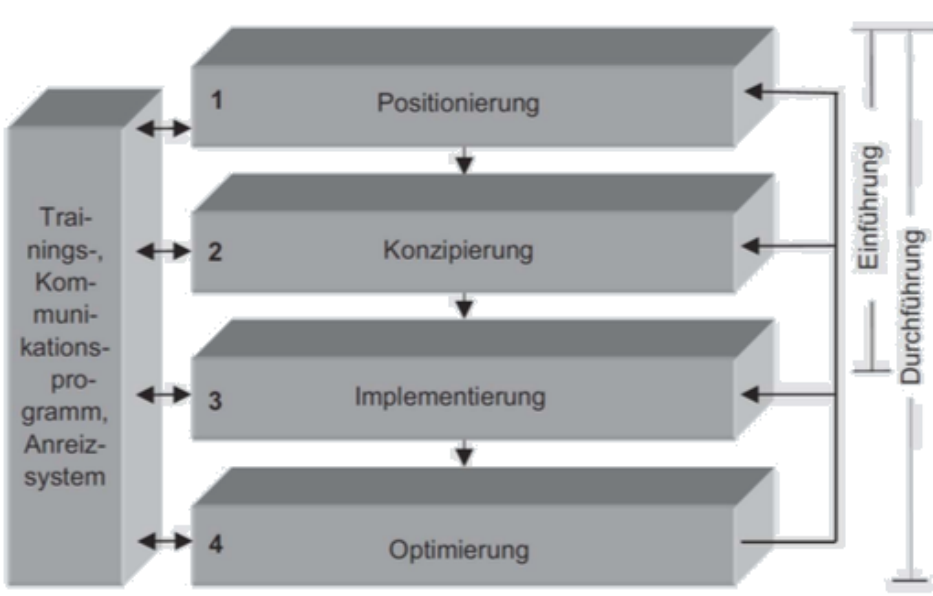 1 Positionierung
2 Konzipierung
3 Implementierung
4 Optimierung
Trai-
nings-,
Kom-
muni-
kations-
pro-
gramm,
Anreiz-
system
Einführung
Durchführung